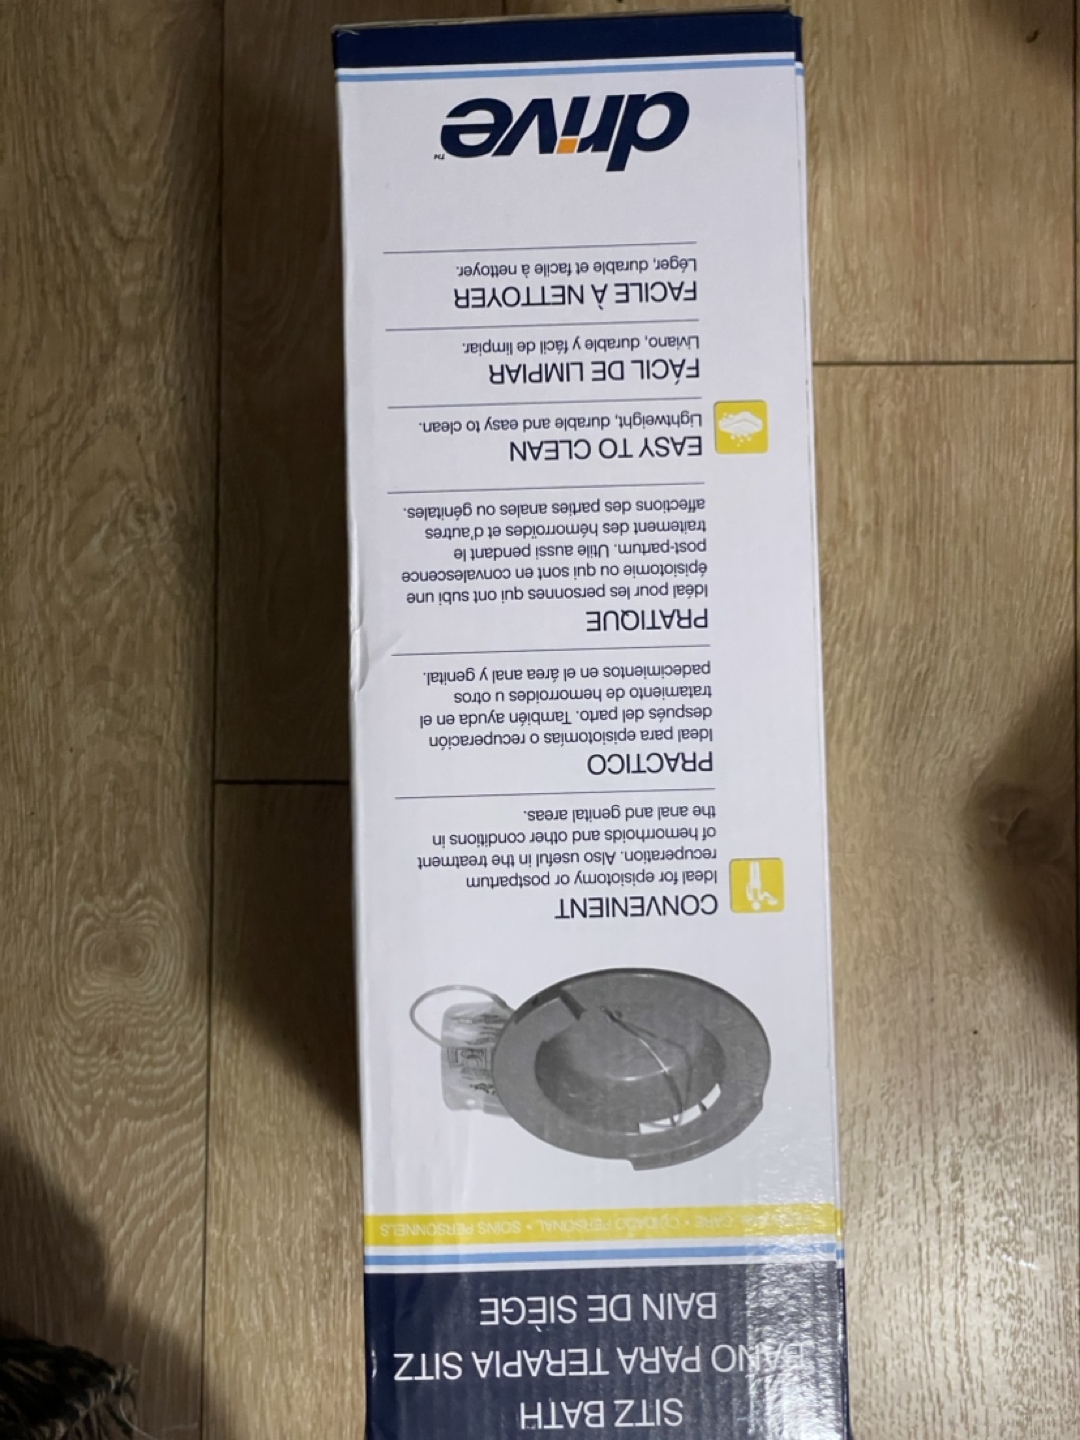 SITZ BATH
BAÑO PARA TERAPIA SITZ
BAIN DE SIÈGE
CARE • CUIDADO PERSONAL • SOINS PERSONNELS
CONVENIENT
Ideal for episiotomy or postpartum
recuperation. Also useful in the treatment
of hemorrhoids and other conditions in
the anal and genital areas.
PRACTICO
Ideal para episiotomías o recuperación
después del parto. También ayuda en el
tratamiento de hemorroides u otros
padecimientos en el área anal y genital.
PRATIQUE
Idéal pour les personnes qui ont subi une
épisiotomie ou qui sont en convalescence
post-partum. Utile aussi pendant le
traitement des hémorroïdes et d'autres
affections des parties anales ou génitales.
EASY TO CLEAN
Lightweight, durable and easy to clean.
FÁCIL DE LIMPIAR
Liviano, durable y fácil de limpiar.
FACILE À NETTOYER
Léger, durable et facile à nettoyer.
drive™